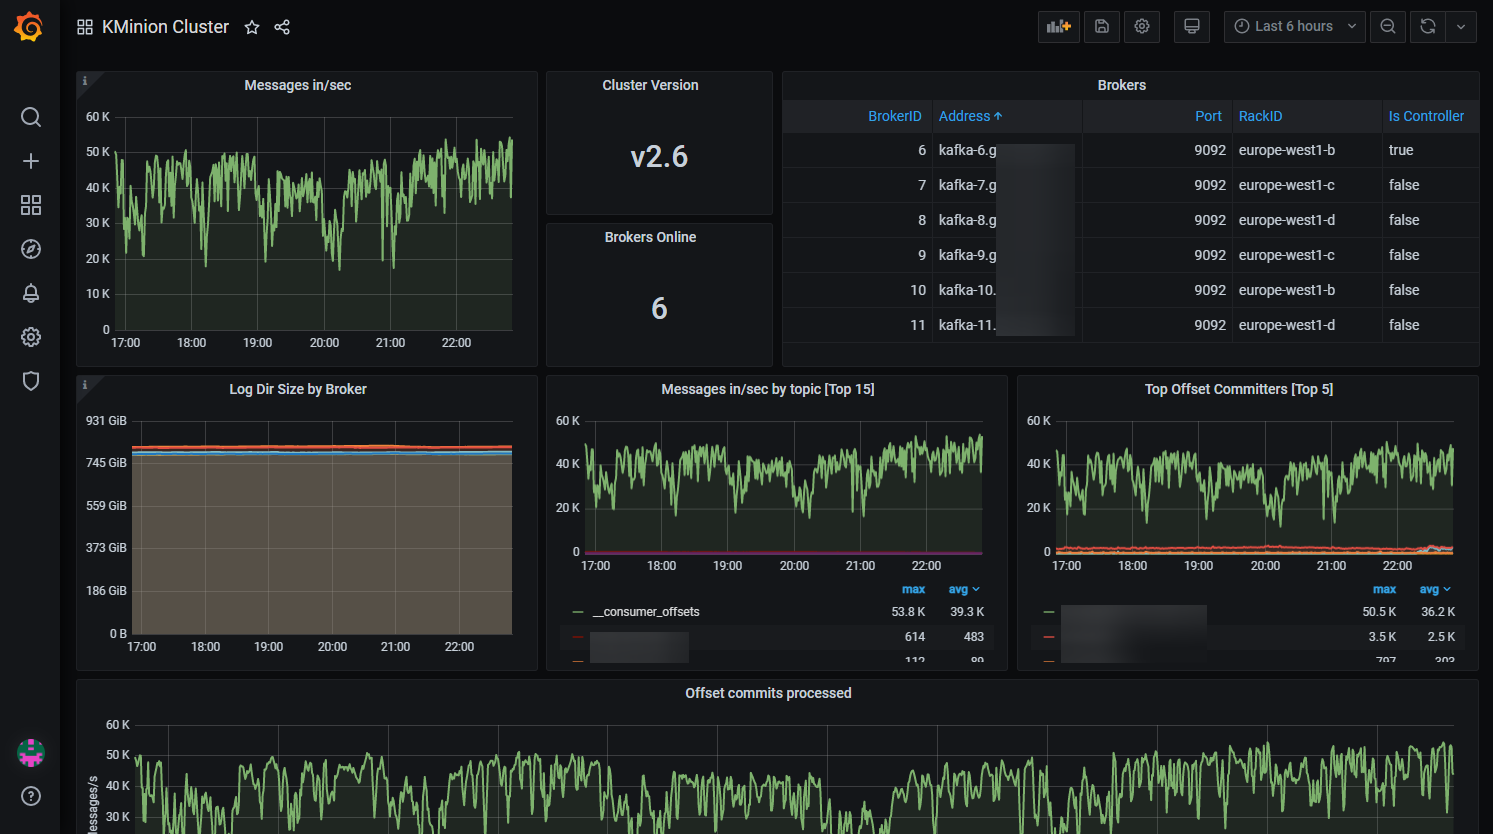 KMinion Cluster
Last 6 hours
i
Messages in/sec
60 K
50 K
40 K
30 K
20 K
10 K
0
17:00 18:00 19:00 20:00 21:00 22:00
Cluster Version
v2.6
Brokers Online
6
Brokers
BrokerID Address Port RackID Is Controller
6 kafka-6.g 9092 europe-west1-b true
7 kafka-7.g 9092 europe-west1-c false
8 kafka-8.g 9092 europe-west1-d false
9 kafka-9.g 9092 europe-west1-c false
10 kafka-10. 9092 europe-west1-b false
11 kafka-11. 9092 europe-west1-d false
i
Log Dir Size by Broker
931 GiB
745 GiB
559 GiB
373 GiB
186 GiB
0 B
17:00 18:00 19:00 20:00 21:00 22:00
Messages in/sec by topic [Top 15]
60 K
40 K
20 K
0
17:00 18:00 19:00 20:00 21:00 22:00
max avg
__consumer_offsets 53.8 K 39.3 K
614 483
112 89
Top Offset Committers [Top 5]
60 K
40 K
20 K
0
17:00 18:00 19:00 20:00 21:00 22:00
max avg
50.5 K 36.2 K
3.5 K 2.5 K
797 303
Offset commits processed
60 K
50 K
40 K
30 K